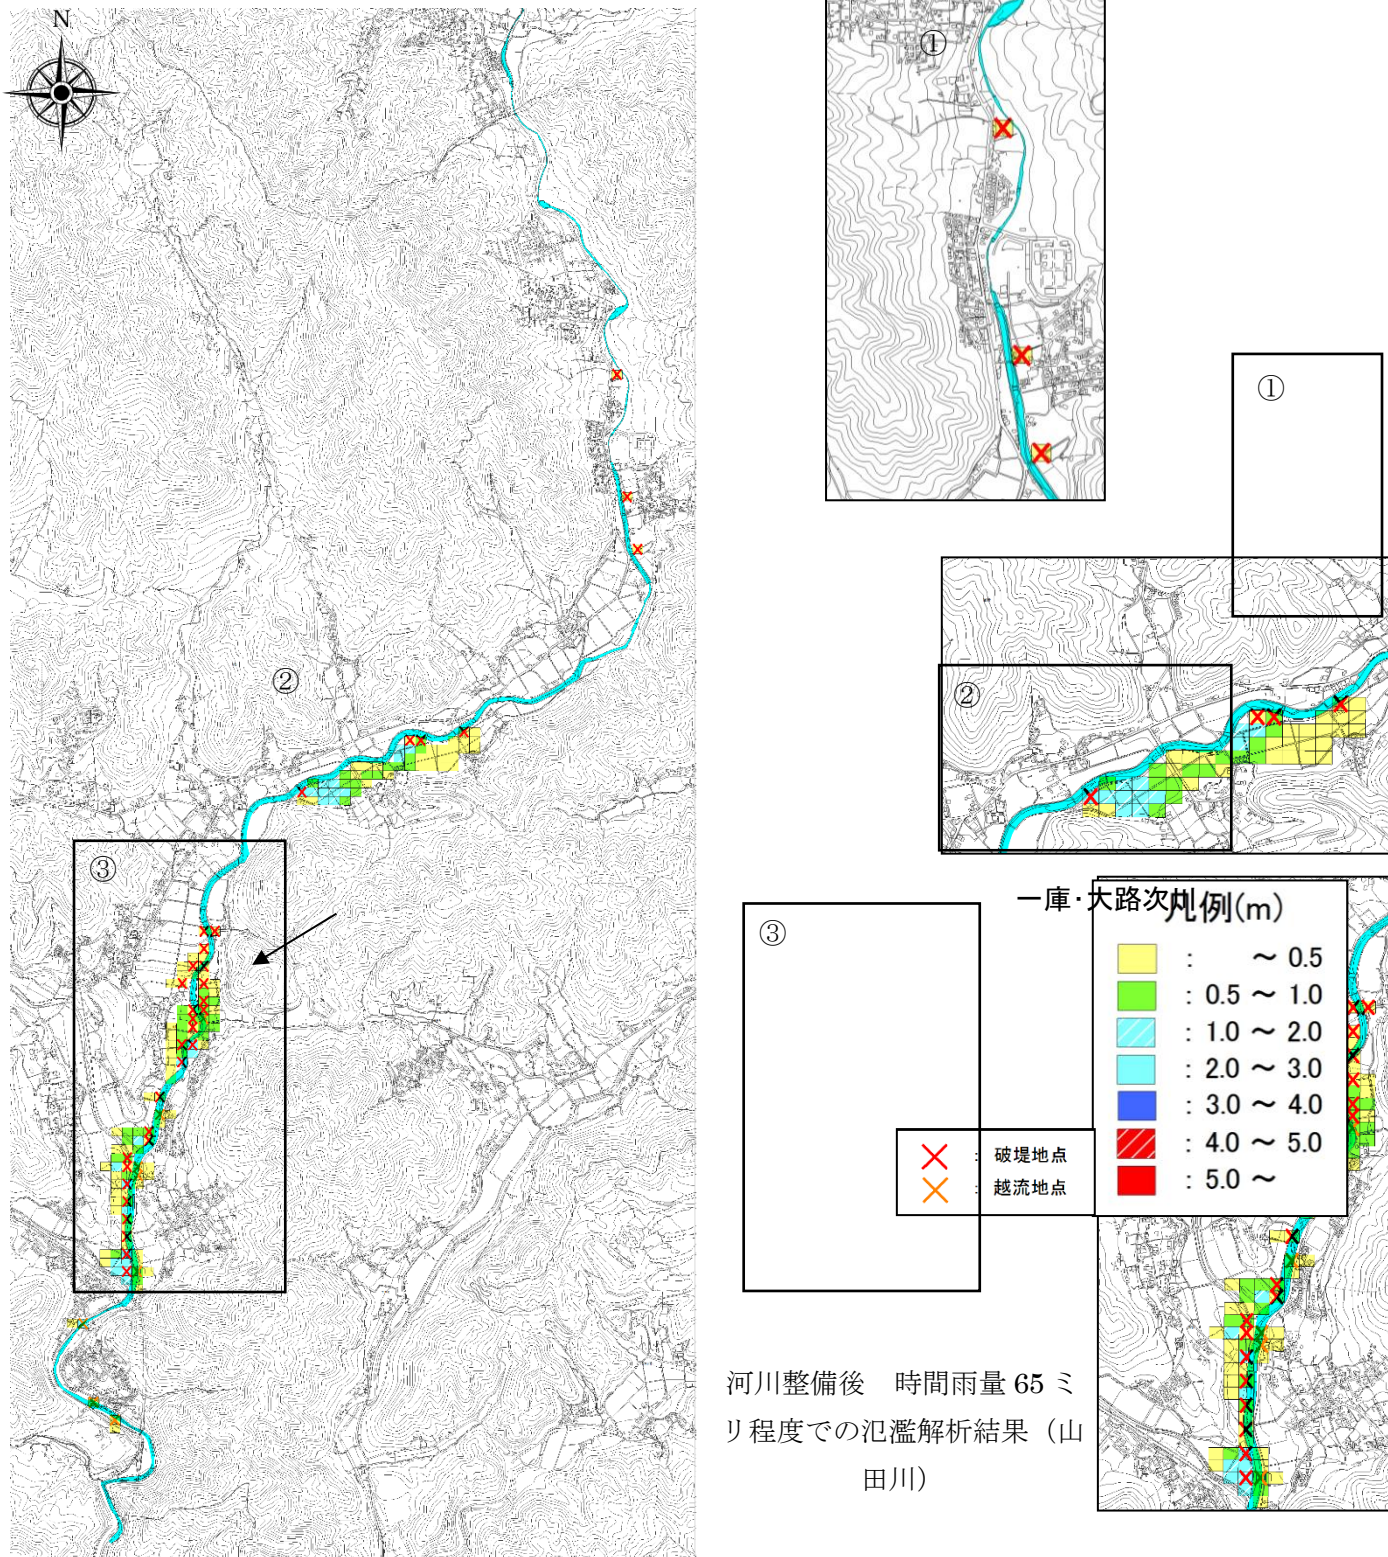 N
①
①
②
②
③
③
一庫・大路次川
凡例(m)
: ～ 0.5
: 0.5 ～ 1.0
: 1.0 ～ 2.0
: 2.0 ～ 3.0
: 3.0 ～ 4.0
: 4.0 ～ 5.0
: 5.0 ～
: 破堤地点
: 越流地点
河川整備後 時間雨量 65 ミ
リ程度での氾濫解析結果（山
田川）